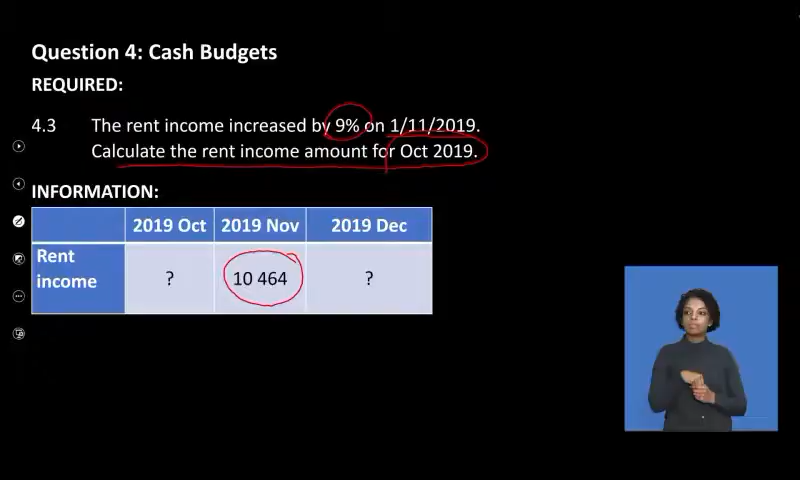 Question 4: Cash Budgets
REQUIRED:
4.3 The rent income increased by 9% on 1/11/2019.
Calculate the rent income amount for Oct 2019.
INFORMATION:
2019 Oct 2019 Nov 2019 Dec
Rent income ? 10 464 ?